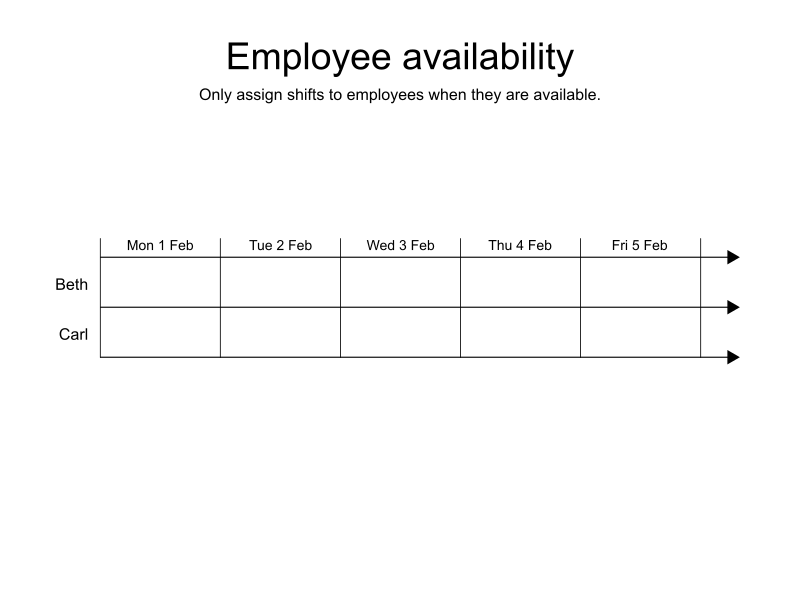 Employee availability
Only assign shifts to employees when they are available.
Mon 1 Feb Tue 2 Feb Wed 3 Feb Thu 4 Feb Fri 5 Feb
Beth
Carl